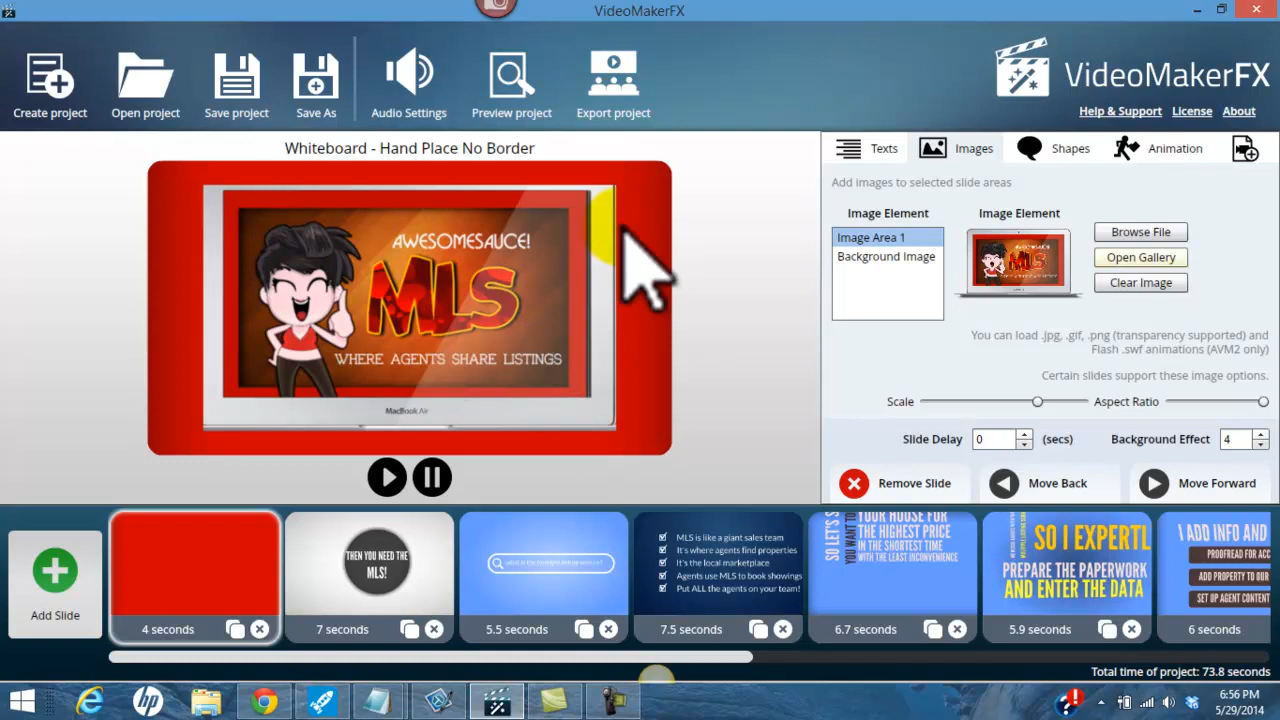 VideoMakerFX
Create project
Open project
Save project
Save As
Audio Settings
Preview project
Export project
VideoMakerFX
Help & Support
License
About
Whiteboard - Hand Place No Border
AWESOMESAUCE!
MLS
WHERE AGENTS SHARE LISTINGS
MacBook Air
Texts
Images
Shapes
Animation
Add images to selected slide areas
Image Element
Image Element
Image Area 1
Background Image
AWESOMESAUCE!
MLS
Browse File
Open Gallery
Clear Image
You can load .jpg, .gif, .png (transparency supported) and
Flash .swf animations (AVM2 only)
Certain slides support these image options.
Scale
Aspect Ratio
Slide Delay
0
(secs)
Background Effect
4
Remove Slide
Move Back
Move Forward
Add Slide
4 seconds
THEN YOU NEED THE
MLS!
7 seconds
5.5 seconds
MLS is like a giant sales team
It's where agents find properties
It's the local marketplace
Agents use MLS to book showings
Put ALL the agents on your team!
7.5 seconds
SO LET'S
YOU WANT TO
YOUR HOUSE FOR
THE HIGHEST PRICE
IN THE SHORTEST TIME
WITH THE LEAST INCONVENIENCE
6.7 seconds
SO I EXPERTL
PREPARE THE PAPERWORK
AND ENTER THE DATA
5.9 seconds
\ ADD INFO AND
PROOFREAD FOR ACC
ADD PROPERTY TO OUR
SET UP AGENT CONTENT
6 seconds
Total time of project: 73.8 seconds
hp
6:56 PM
5/29/2014